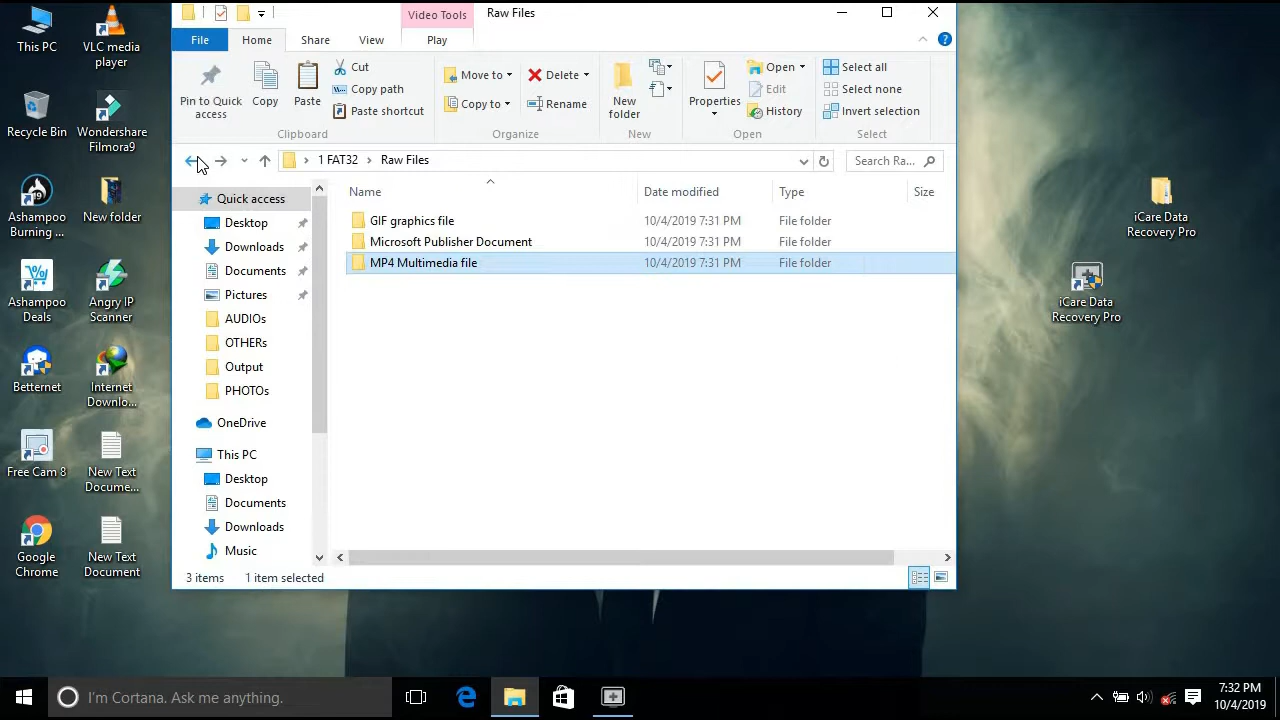 This PC
VLC media
player
Recycle Bin
Wondershare
Filmora9
Ashampoo
Burning ...
New folder
Ashampoo
Deals
Angry IP
Scanner
Betternet
Internet
Downlo...
Free Cam 8
New Text
Docume...
Google
Chrome
New Text
Document
Video Tools
Raw Files
File
Home
Share
View
Play
Pin to Quick
access
Copy
Paste
Cut
Copy path
Paste shortcut
Clipboard
Move to
Copy to
Delete
Rename
Organize
New
folder
New
Properties
Open
Edit
History
Open
Select all
Select none
Invert selection
Select
1 FAT32
Raw Files
Search Ra...
Quick access
Desktop
Downloads
Documents
Pictures
AUDIOs
OTHERs
Output
PHOTOs
OneDrive
This PC
Desktop
Documents
Downloads
Music
Name Date modified Type Size
GIF graphics file 10/4/2019 7:31 PM File folder
Microsoft Publisher Document 10/4/2019 7:31 PM File folder
MP4 Multimedia file 10/4/2019 7:31 PM File folder
3 items 1 item selected
iCare Data
Recovery Pro
iCare Data
Recovery Pro
I'm Cortana. Ask me anything.
7:32 PM
10/4/2019